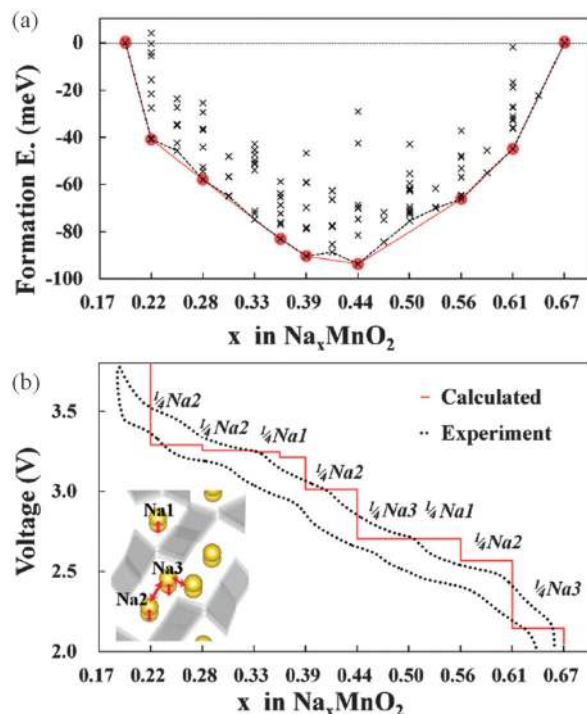 (a)
0
-20
-40
-60
-80
-100
Formation E. (meV)
0.17 0.22 0.28 0.33 0.39 0.44 0.50 0.56 0.61 0.67
x in NaₓMnO₂
(b)
3.5
3.0
2.5
2.0
Voltage (V)
¼Na2
¼Na2
¼Na1
¼Na2
¼Na3 ¼Na1
¼Na2
¼Na3
Calculated
Experiment
Na1
Na3
Na2
0.17 0.22 0.28 0.33 0.39 0.44 0.50 0.56 0.61 0.67
x in NaₓMnO₂